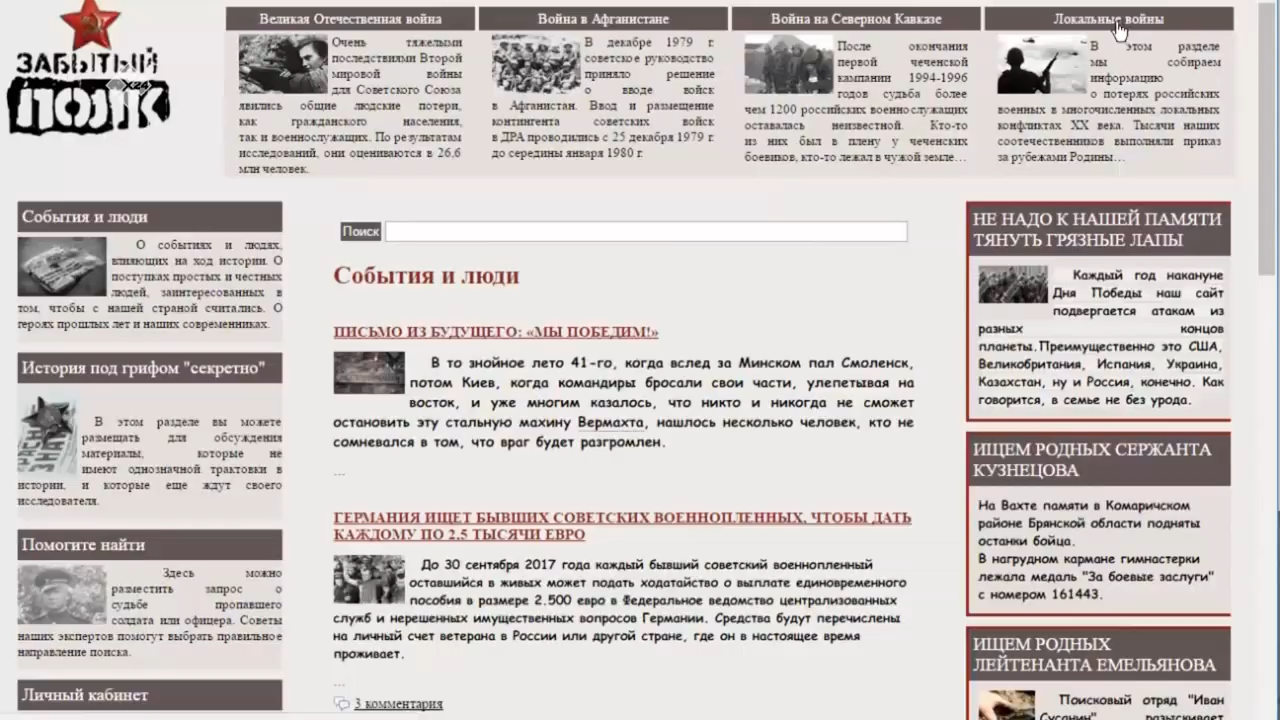 ЗАБЫТЫЙ
ПОЛК
Великая Отечественная война
Очень тяжелыми
последствиями Второй
мировой войны
для Советского Союза
явились общие людские потери,
как гражданского населения,
так и военнослужащих. По результатам
исследований, они оцениваются в 26,6
млн человек.
Война в Афганистане
В декабре 1979 г.
советское руководство
приняло решение
о вводе войск
в Афганистан. Ввод и размещение
контингента советских войск
в ДРА проводились с 25 декабря 1979 г.
до середины января 1980 г.
Война на Северном Кавказе
После окончания
первой чеченской
кампании 1994-1996
годов судьба более
чем 1200 российских военнослужащих
оставалась неизвестной. Кто-то
из них был в плену у чеченских
боевиков, кто-то лежал в чужой земле…
Локальные войны
В этом разделе
мы собираем
информацию
о потерях российских
военных в многочисленных локальных
конфликтах XX века. Тысячи наших
соотечественников выполняли приказ
за рубежами Родины…
События и люди
О событиях и людях,
влияющих на ход истории. О
поступках простых и честных
людей, заинтересованных в
том, чтобы с нашей страной считались. О
героях прошлых лет и наших современниках.
История под грифом "секретно"
В этом разделе вы можете
размещать для обсуждения
материалы, которые не
имеют однозначной трактовки в
истории, и которые еще ждут своего
исследователя.
Помогите найти
Здесь можно
разместить запрос о
судьбе пропавшего
солдата или офицера. Советы
наших экспертов помогут выбрать правильное
направление поиска.
Личный кабинет
Поиск
События и люди
ПИСЬМО ИЗ БУДУЩЕГО: «МЫ ПОБЕДИМ!»
В то знойное лето 41-го, когда вслед за Минском пал Смоленск,
потом Киев, когда командиры бросали свои части, улепетывая на
восток, и уже многим казалось, что никто и никогда не сможет
остановить эту стальную махину Вермахта, нашлось несколько человек, кто не
сомневался в том, что враг будет разгромлен.
...
ГЕРМАНИЯ ИЩЕТ БЫВШИХ СОВЕТСКИХ ВОЕННОПЛЕННЫХ, ЧТОБЫ ДАТЬ
КАЖДОМУ ПО 2,5 ТЫСЯЧИ ЕВРО
До 30 сентября 2017 года каждый бывший советский военнопленный
оставшийся в живых может подать ходатайство о выплате единовременного
пособия в размере 2.500 евро в Федеральное ведомство централизованных
служб и нерешенных имущественных вопросов Германии. Средства будут перечислены
на личный счет ветерана в России или другой стране, где он в настоящее время
проживает.
...
3 комментария
НЕ НАДО К НАШЕЙ ПАМЯТИ
ТЯНУТЬ ГРЯЗНЫЕ ЛАПЫ
Каждый год накануне
Дня Победы наш сайт
подвергается атакам из
разных концов
планеты.Преимущественно это США,
Великобритания, Испания, Украина,
Казахстан, ну и Россия, конечно. Как
говорится, в семье не без урода.
ИЩЕМ РОДНЫХ СЕРЖАНТА
КУЗНЕЦОВА
На Вахте памяти в Комаричском
районе Брянской области подняты
останки бойца.
В нагрудном кармане гимнастерки
лежала медаль "За боевые заслуги"
с номером 161443.
ИЩЕМ РОДНЫХ
ЛЕЙТЕНАНТА ЕМЕЛЬЯНОВА
Поисковый отряд "Иван
Сусанин" разыскивает